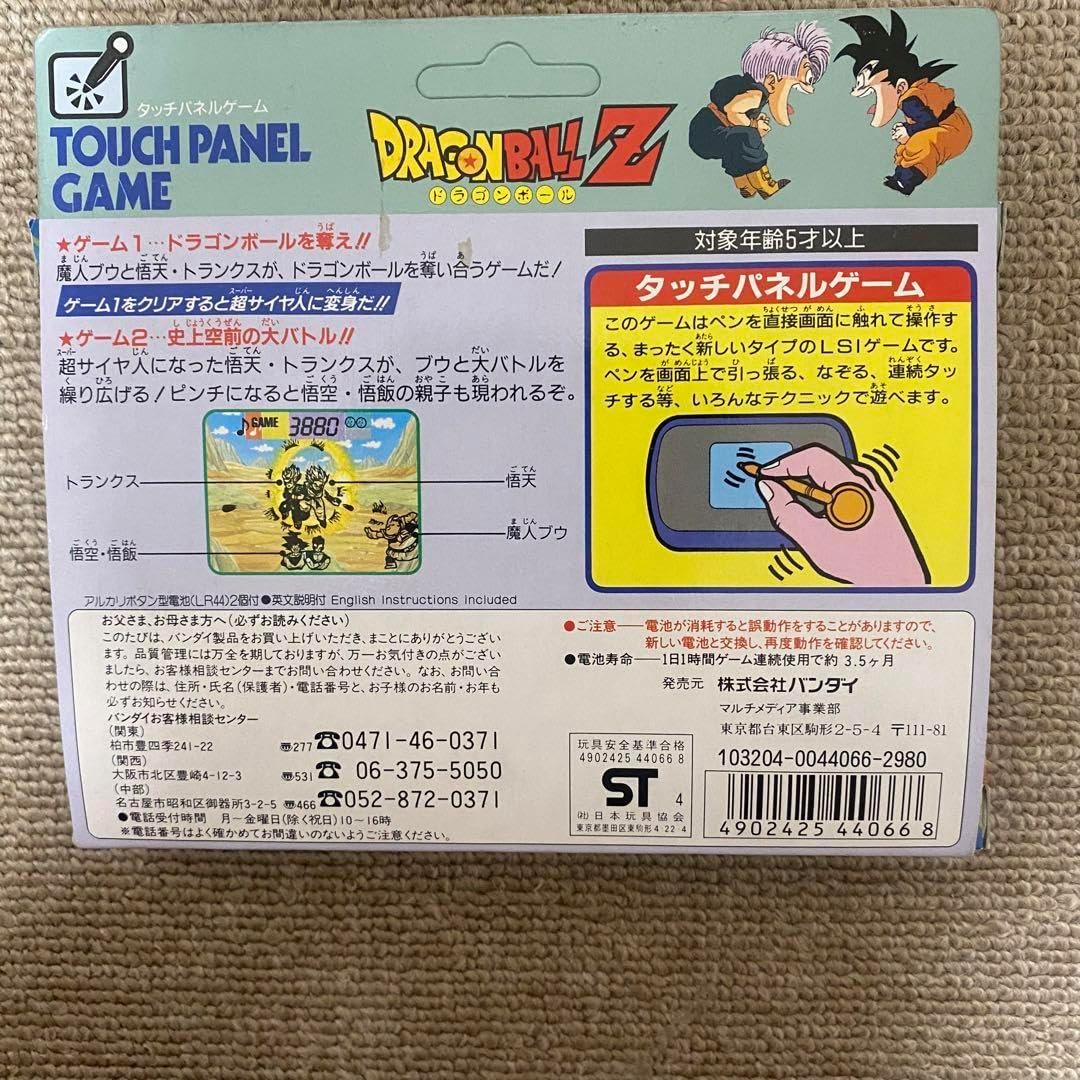 タッチパネルゲーム
TOUCH PANEL
GAME
DRAGONBALL Z
ドラゴンボール
★ゲーム1…ドラゴンボールを奪え!!
魔人ブウと悟天・トランクスが、ドラゴンボールを奪い合うゲームだ!
ゲーム1をクリアすると超サイヤ人に変身だ!!
★ゲーム2…史上空前の大バトル!!
超サイヤ人になった悟天・トランクスが、ブウと大バトルを
繰り広げる!ピンチになると悟空・悟飯の親子も現われるぞ。
GAME 3880
トランクス
悟天
魔人ブウ
悟空・悟飯
アルカリボタン型電池(LR44)2個付●英文説明付 English Instructions included
対象年齢5才以上
タッチパネルゲーム
このゲームはペンを直接画面に触れて操作す
る、まったく新しいタイプのLSIゲームです。
ペンを画面上で引っ張る、なぞる、連続タッ
チする等、いろんなテクニックで遊べます。
お父さま、お母さま方へ(必ずお読みください)
このたびは、バンダイ製品をお買い上げいただき、まことにありがとうござい
ます。品質管理には万全を期しておりますが、万一お気付きの点がござい
ましたら、お客様相談センターまでお問い合わせください。なお、お問い合
わせの際は、住所・氏名(保護者)・電話番号と、お子様のお名前・お年も
必ずお知らせください。
バンダイお客様相談センター
(関東)
柏市豊四季241-22 〠277 ☎0471-46-0371
(関西)
大阪市北区豊崎4-12-3 〠531 ☎06-375-5050
(中部)
名古屋市昭和区御器所3-2-5 〠466 ☎052-872-0371
●電話受付時間 月〜金曜日(除く祝日)10〜16時
※電話番号はよく確かめてお間違いのないようご注意ください。
●ご注意―電池が消耗すると誤動作をすることがありますので、
新しい電池と交換し、再度動作を確認してください。
●電池寿命―1日1時間ゲーム連続使用で約3.5ヶ月
発売元 株式会社バンダイ
マルチメディア事業部
東京都台東区駒形2-5-4 〒111-81
玩具安全基準合格
4902425 44066 8
ST 4
(社)日本玩具協会
東京都墨田区東駒形4-22-4
103204-0044066-2980
4902425 440668